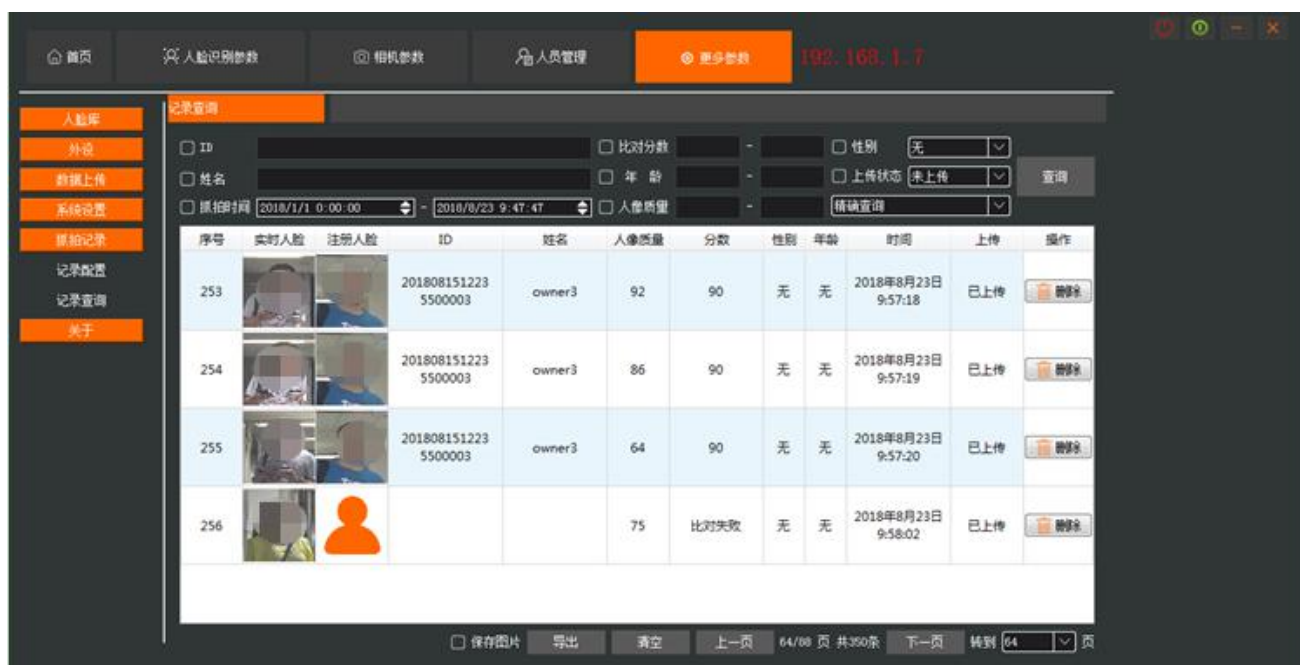 首页 人脸识别参数 相机参数 人员管理 更多参数 192.168.1.7
人脸库
外设
数据上传
系统设置
抓拍记录
记录配置
记录查询
关于
记录查询
ID 比对分数 - 性别 无
姓名 年 龄 - 上传状态 未上传 查询
抓拍时间 2018/1/1 0:00:00 - 2018/8/23 9:47:47 人像质量 - 精确查询
序号 实时人脸 注册人脸 ID 姓名 人像质量 分数 性别 年龄 时间 上传 操作
253 201808151223 owner3 92 90 无 无 2018年8月23日 已上传 删除
5500003 9:57:18
254 201808151223 owner3 86 90 无 无 2018年8月23日 已上传 删除
5500003 9:57:19
255 201808151223 owner3 64 90 无 无 2018年8月23日 已上传 删除
5500003 9:57:20
256 75 比对失败 无 无 2018年8月23日 已上传 删除
9:58:02
保存图片 导出 清空 上一页 64/88 页 共350条 下一页 转到 64 页